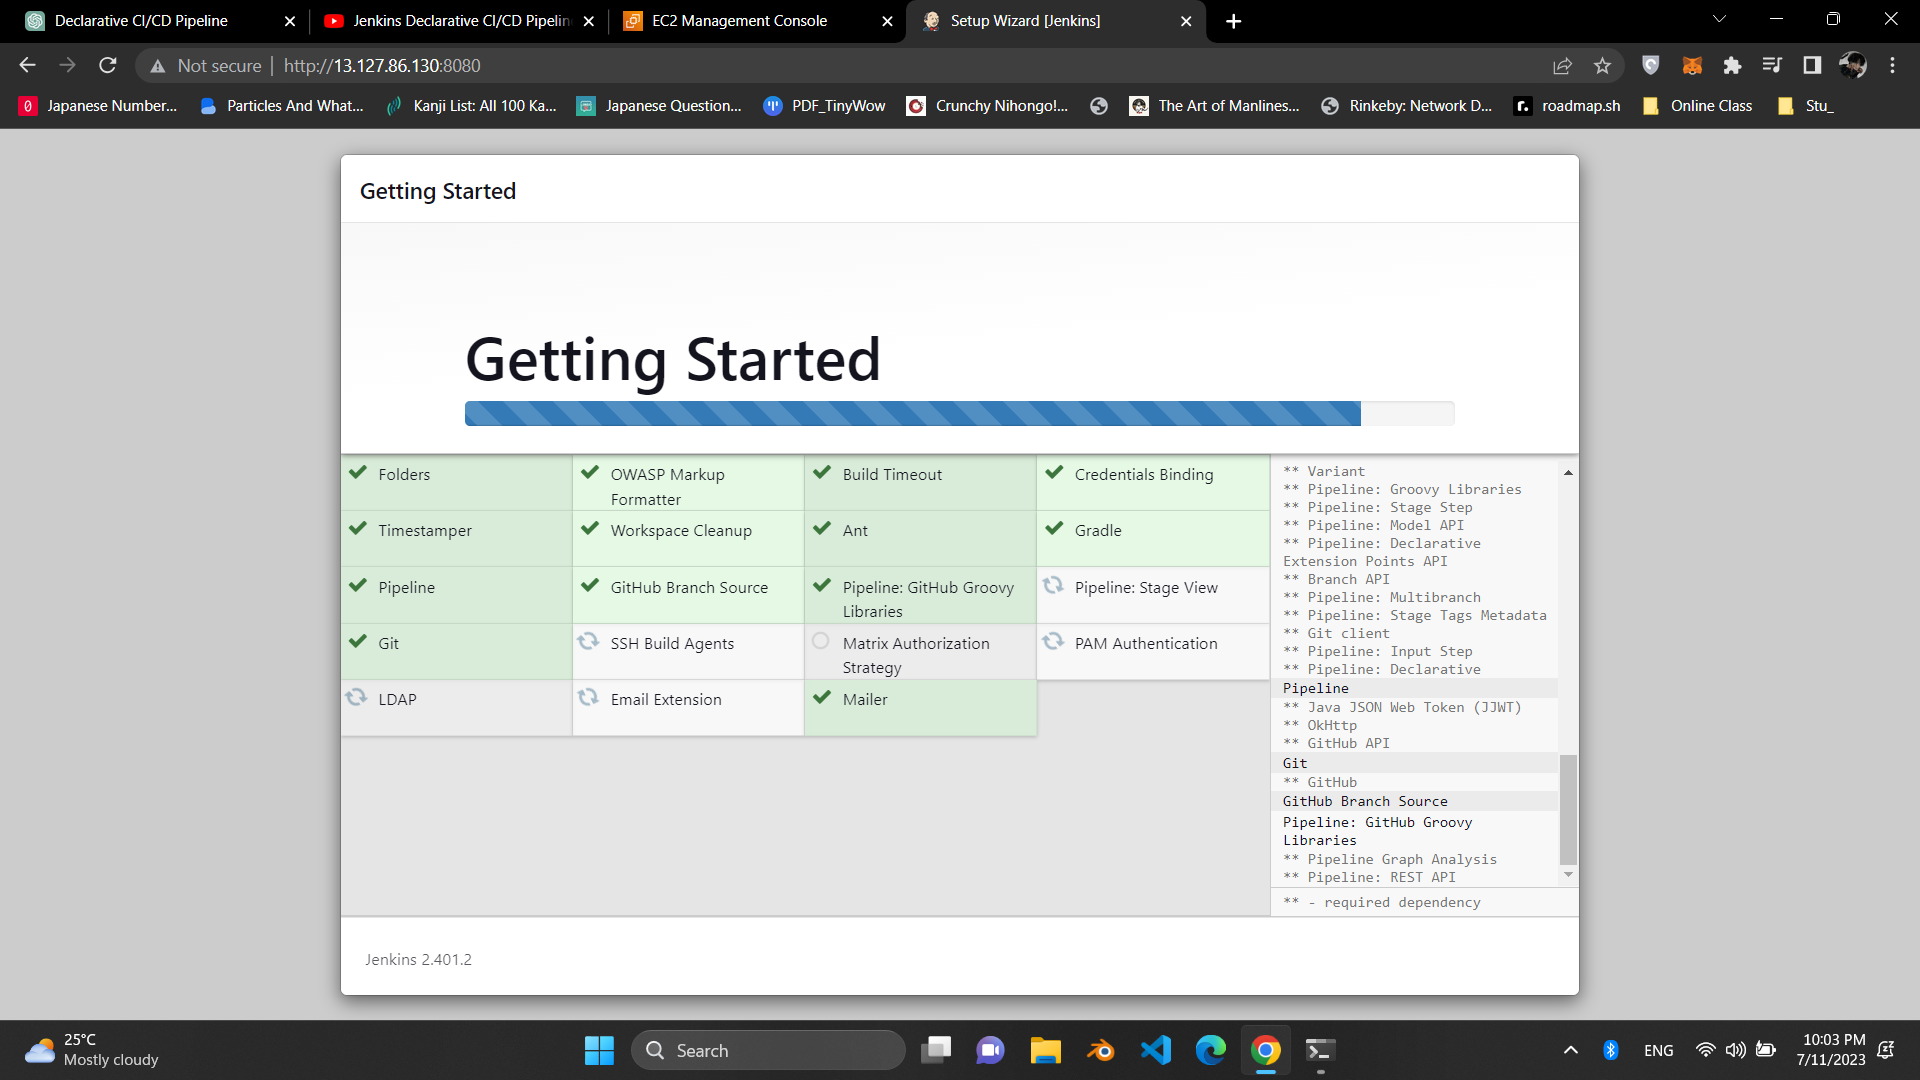 Declarative CI/CD Pipeline
Jenkins Declarative CI/CD Pipelin
EC2 Management Console
Setup Wizard [Jenkins]
Not secure
http://13.127.86.130:8080
Japanese Number...
Particles And What...
Kanji List: All 100 Ka...
Japanese Question...
PDF_TinyWow
Crunchy Nihongo!...
The Art of Manlines...
Rinkeby: Network D...
roadmap.sh
Online Class
Stu_
Getting Started
Getting Started
Folders
OWASP Markup
Formatter
Build Timeout
Credentials Binding
Timestamper
Workspace Cleanup
Ant
Gradle
Pipeline
GitHub Branch Source
Pipeline: GitHub Groovy
Libraries
Pipeline: Stage View
Git
SSH Build Agents
Matrix Authorization
Strategy
PAM Authentication
LDAP
Email Extension
Mailer
** Variant
** Pipeline: Groovy Libraries
** Pipeline: Stage Step
** Pipeline: Model API
** Pipeline: Declarative
Extension Points API
** Branch API
** Pipeline: Multibranch
** Pipeline: Stage Tags Metadata
** Git client
** Pipeline: Input Step
** Pipeline: Declarative
Pipeline
** Java JSON Web Token (JJWT)
** OkHttp
** GitHub API
Git
** GitHub
GitHub Branch Source
Pipeline: GitHub Groovy
Libraries
** Pipeline Graph Analysis
** Pipeline: REST API
** - required dependency
Jenkins 2.401.2
25°C
Mostly cloudy
Search
ENG
10:03 PM
7/11/2023